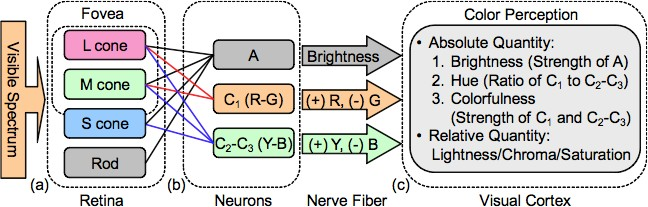 Visible Spectrum
Fovea
L cone
M cone
S cone
Rod
(a)
Retina
A
C₁ (R-G)
C₂-C₃ (Y-B)
(b)
Neurons
Brightness
(+) R, (-) G
(+) Y, (-) B
Nerve Fiber
Color Perception
• Absolute Quantity:
1. Brightness (Strength of A)
2. Hue (Ratio of C₁ to C₂-C₃)
3. Colorfulness
(Strength of C₁ and C₂-C₃)
• Relative Quantity:
Lightness/Chroma/Saturation
(c)
Visual Cortex